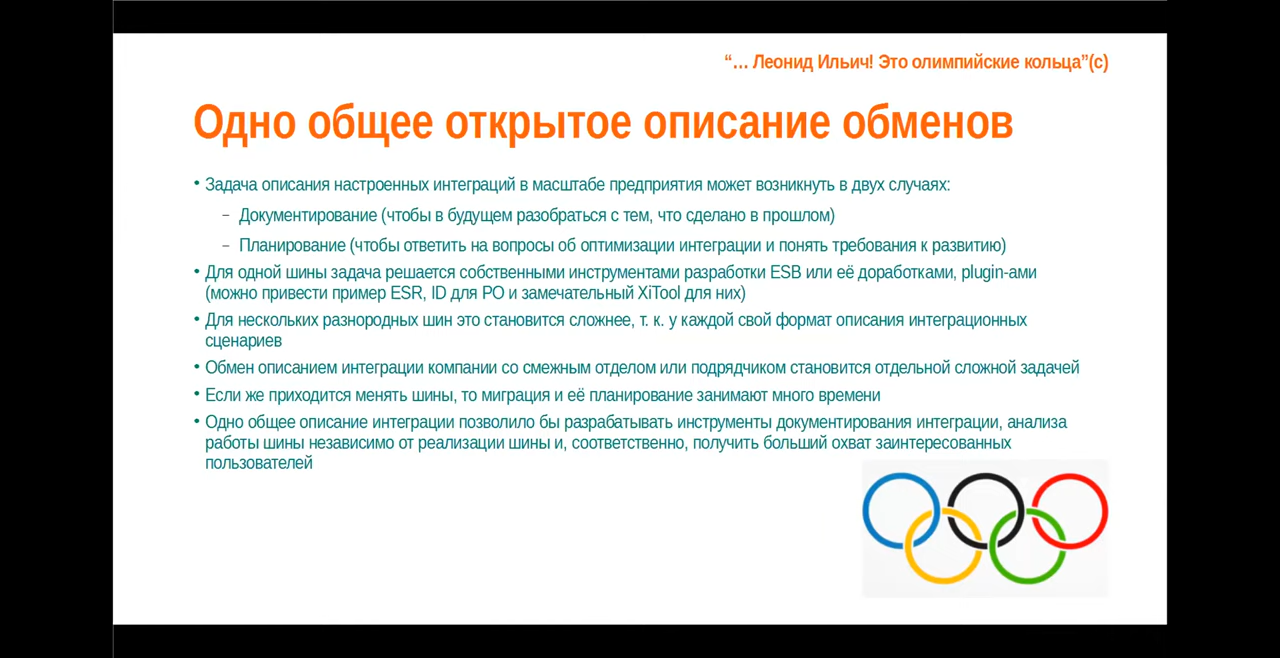 “... Леонид Ильич! Это олимпийские кольца”(с)
Одно общее открытое описание обменов
• Задача описания настроенных интеграций в масштабе предприятия может возникнуть в двух случаях:
– Документирование (чтобы в будущем разобраться с тем, что сделано в прошлом)
– Планирование (чтобы ответить на вопросы об оптимизации интеграции и понять требования к развитию)
• Для одной шины задача решается собственными инструментами разработки ESB или её доработками, plugin-ами
(можно привести пример ESR, ID для PO и замечательный XiTool для них)
• Для нескольких разнородных шин это становится сложнее, т. к. у каждой свой формат описания интеграционных
сценариев
• Обмен описанием интеграции компании со смежным отделом или подрядчиком становится отдельной сложной задачей
• Если же приходится менять шины, то миграция и её планирование занимают много времени
• Одно общее описание интеграции позволило бы разрабатывать инструменты документирования интеграции, анализа
работы шины независимо от реализации шины и, соответственно, получить больший охват заинтересованных
пользователей